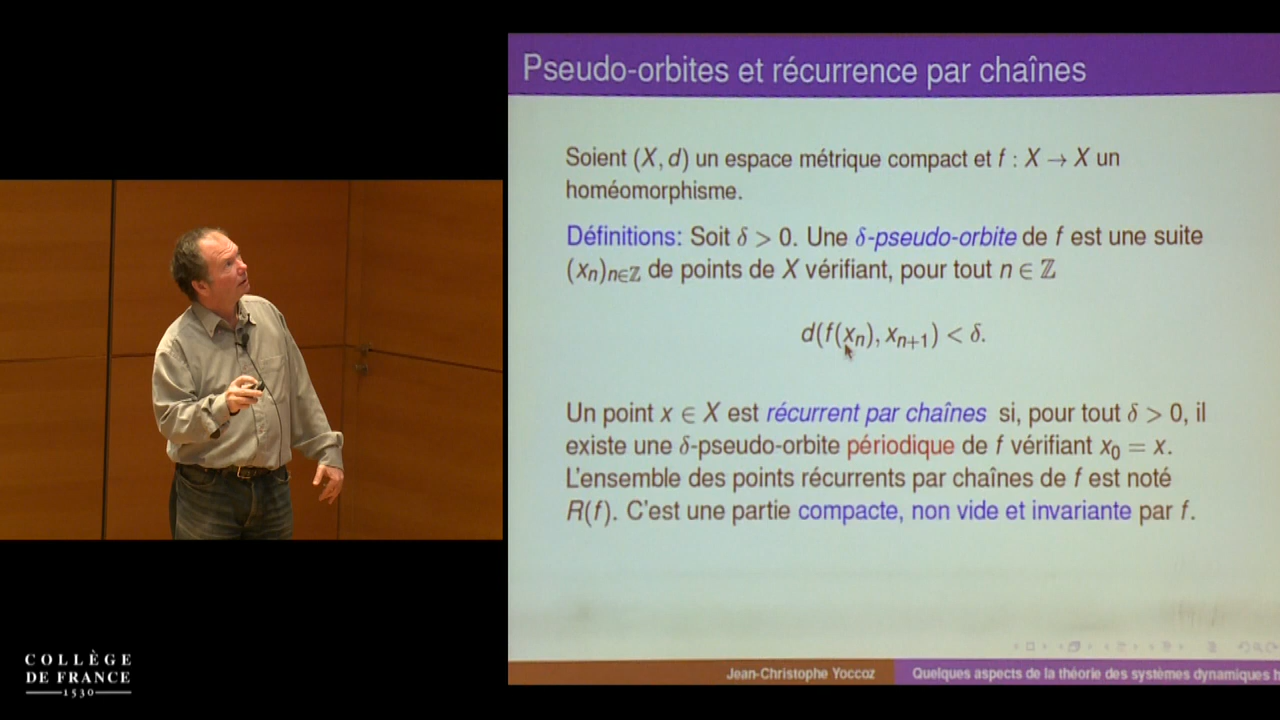 Pseudo-orbites et récurrence par chaînes
Soient (X, d) un espace métrique compact et f : X → X un
homéomorphisme.
Définitions: Soit δ > 0. Une δ-pseudo-orbite de f est une suite
(xₙ)ₙ∈ℤ de points de X vérifiant, pour tout n ∈ ℤ
d(f(xₙ), xₙ₊₁) < δ.
Un point x ∈ X est récurrent par chaînes si, pour tout δ > 0, il
existe une δ-pseudo-orbite périodique de f vérifiant x₀ = x.
L'ensemble des points récurrents par chaînes de f est noté
R(f). C'est une partie compacte, non vide et invariante par f.
Jean-Christophe Yoccoz
Quelques aspects de la théorie des systèmes dynamiques h
COLLÈGE
DE FRANCE
1530